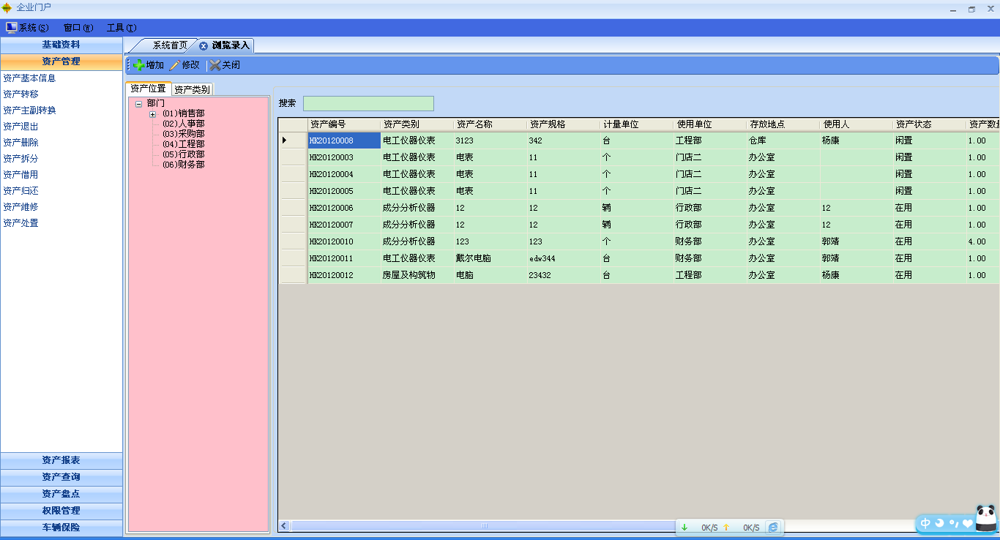 企业门户
系统(S) 窗口(W) 工具(T)
基础资料
资产管理
资产基本信息
资产转移
资产主副转换
资产退出
资产删除
资产拆分
资产借用
资产归还
资产维修
资产处置
资产报表
资产查询
资产盘点
权限管理
车辆保险
系统首页 浏览录入
增加 修改 关闭
资产位置 资产类别
部门
(01)销售部
(02)人事部
(03)采购部
(04)工程部
(05)行政部
(06)财务部
搜索
资产编号 资产类别 资产名称 资产规格 计量单位 使用单位 存放地点 使用人 资产状态 资产数
HK20120008 电工仪器仪表 3123 342 台 工程部 仓库 杨康 闲置 1.00
HK20120003 电工仪器仪表 电表 11 个 门店二 办公室 闲置 1.00
HK20120004 电工仪器仪表 电表 11 个 门店二 办公室 闲置 1.00
HK20120005 电工仪器仪表 电表 11 个 门店二 办公室 闲置 1.00
HK20120006 成分分析仪器 12 12 辆 行政部 办公室 12 在用 1.00
HK20120007 成分分析仪器 12 12 辆 行政部 办公室 12 在用 1.00
HK20120010 成分分析仪器 123 123 个 财务部 办公室 郭靖 在用 4.00
HK20120011 电工仪器仪表 戴尔电脑 edw344 台 财务部 办公室 郭靖 在用 1.00
HK20120012 房屋及构筑物 电脑 23432 台 工程部 办公室 杨康 在用 1.00
0K/S 0K/S
中